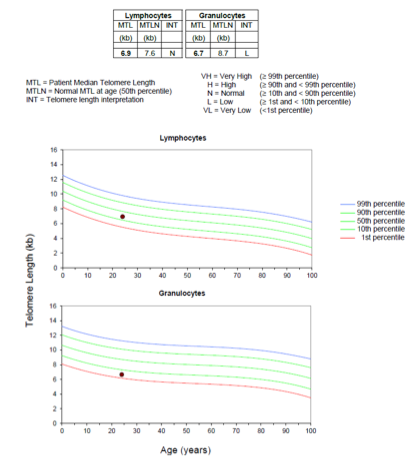 Lymphocytes Granulocytes
MTL MTLN INT MTL MTLN INT
(kb) (kb) (kb) (kb)
6.9 7.6 N 6.7 8.7 L
MTL = Patient Median Telomere Length
MTLN = Normal MTL at age (50th percentile)
INT = Telomere length interpretation
VH = Very High (≥ 99th percentile)
H = High (≥ 90th and < 99th percentile)
N = Normal (≥ 10th and < 90th percentile)
L = Low (≥ 1st and < 10th percentile)
VL = Very Low (<1st percentile)
Lymphocytes
16
14
12
10
8
6
4
2
0
0 10 20 30 40 50 60 70 80 90 100
99th percentile
90th percentile
50th percentile
10th percentile
1st percentile
Telomere Length (kb)
Granulocytes
16
14
12
10
8
6
4
2
0
0 10 20 30 40 50 60 70 80 90 100
Age (years)